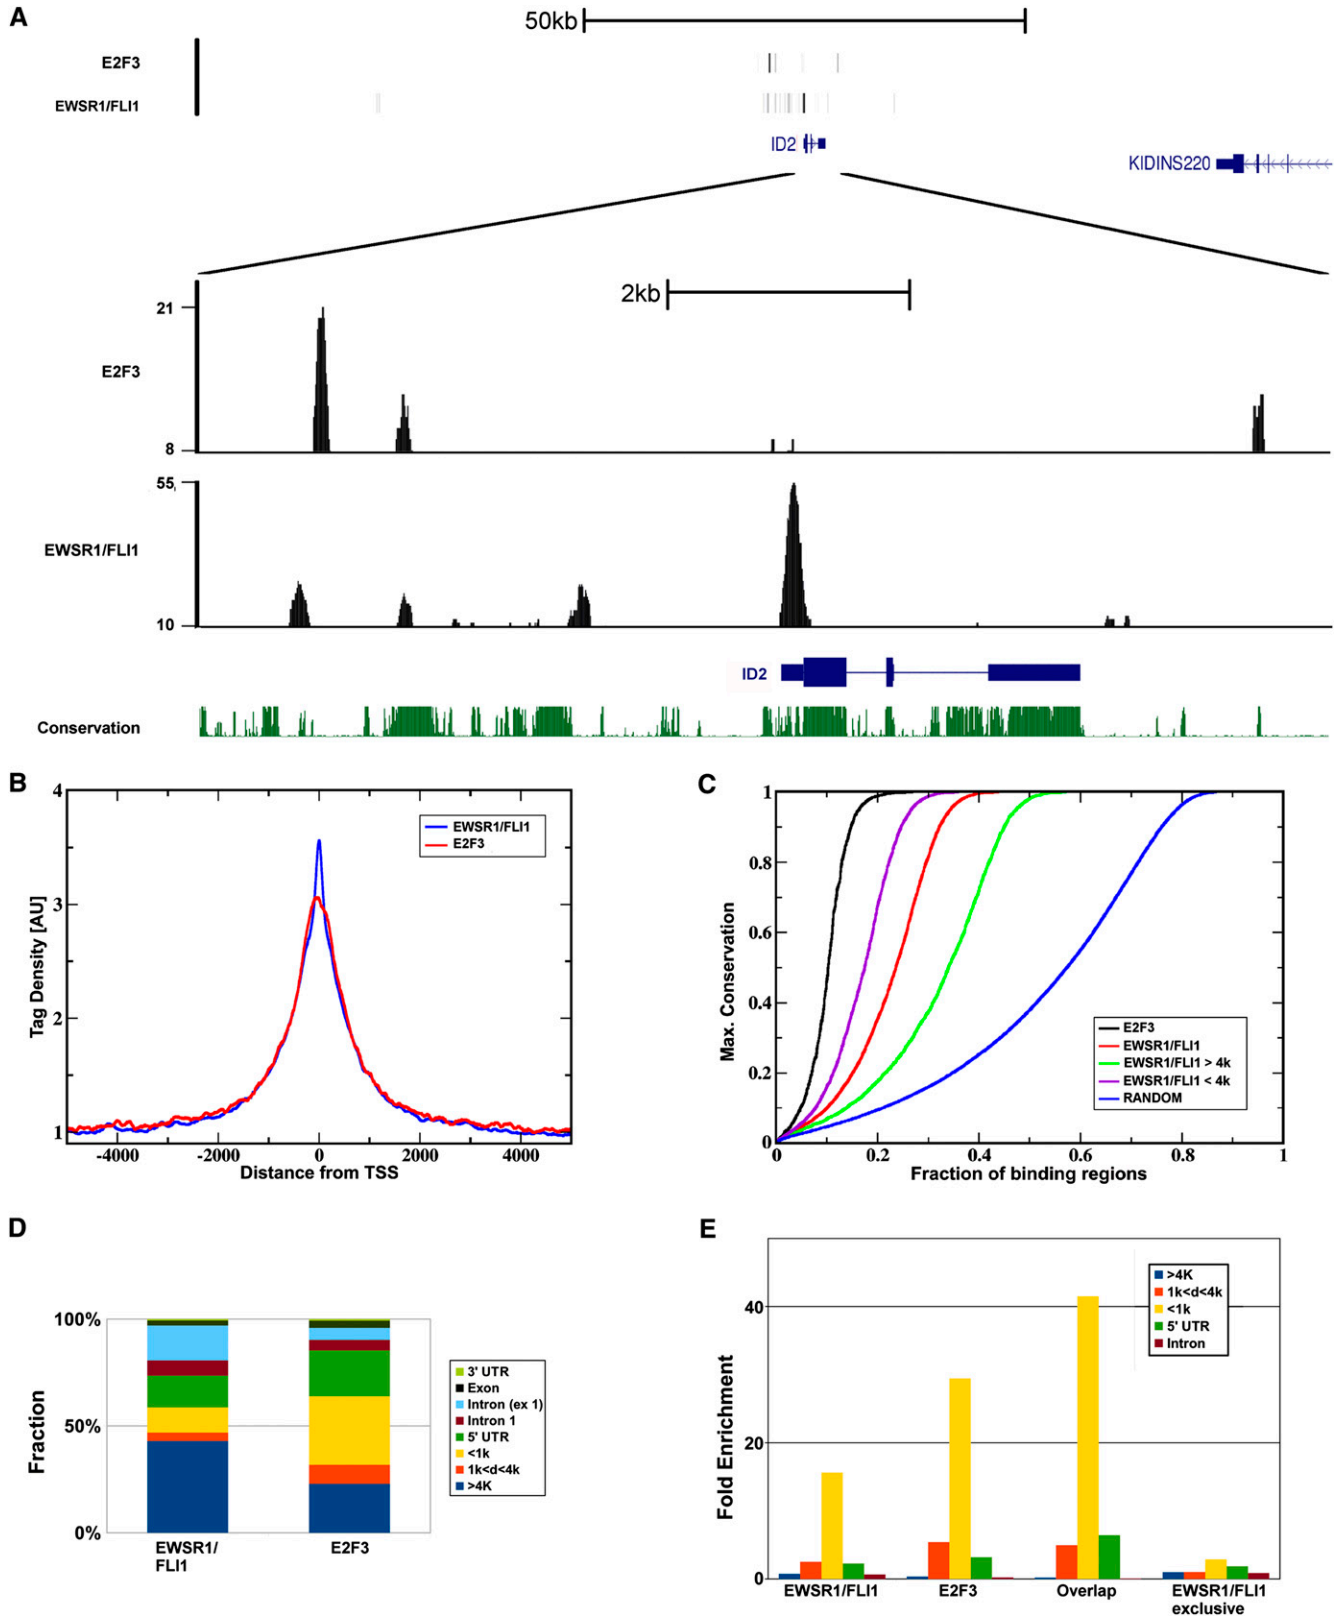 A
50kb
E2F3
EWSR1/FLI1
ID2
KIDINS220
2kb
21
E2F3
8
55
EWSR1/FLI1
10
ID2
Conservation
B
4
3
2
1
Tag Density [AU]
EWSR1/FLI1
E2F3
-4000
-2000
0
2000
4000
Distance from TSS
C
1
0.8
0.6
0.4
0.2
0
Max. Conservation
E2F3
EWSR1/FLI1
EWSR1/FLI1 > 4k
EWSR1/FLI1 < 4k
RANDOM
0
0.2
0.4
0.6
0.8
1
Fraction of binding regions
D
100%
50%
0%
Fraction
EWSR1/
FLI1
E2F3
3' UTR
Exon
Intron (ex 1)
Intron 1
5' UTR
<1k
1k<d<4k
>4K
E
40
20
0
Fold Enrichment
>4K
1k<d<4k
<1k
5' UTR
Intron
EWSR1/FLI1
E2F3
Overlap
EWSR1/FLI1
exclusive